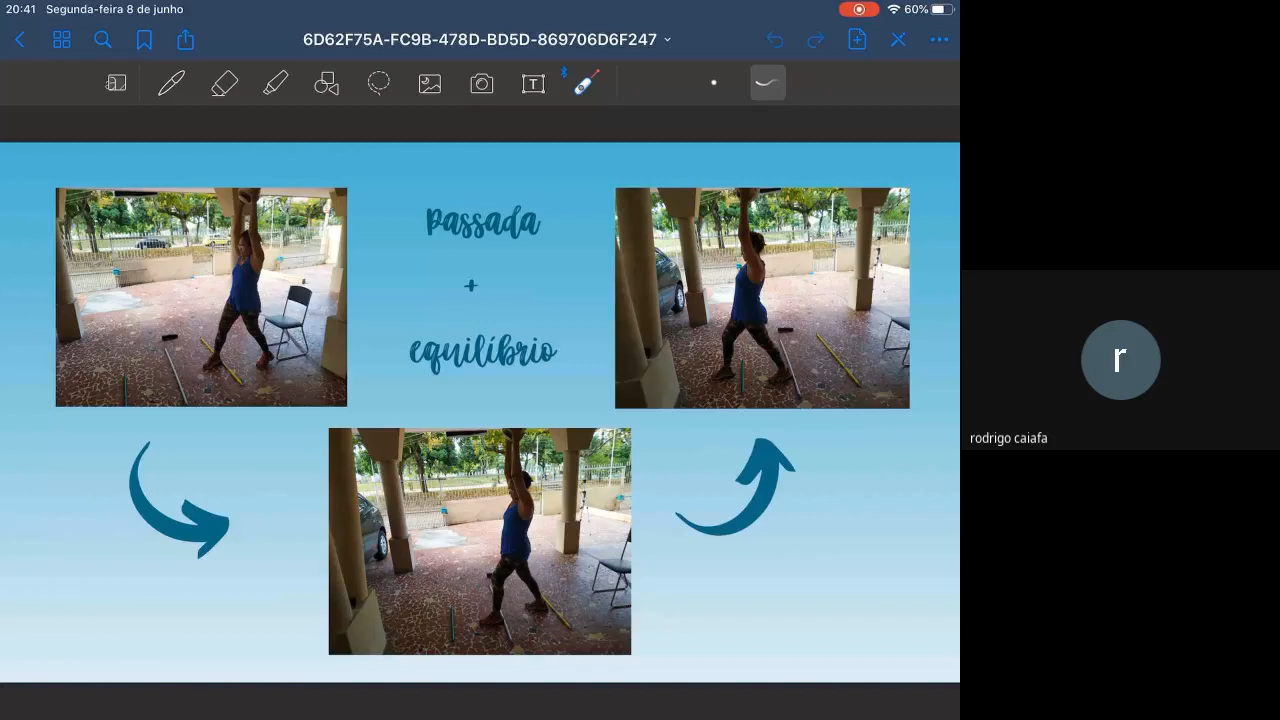 20:41 Segunda-feira 8 de junho
60%
6D62F75A-FC9B-478D-BD5D-869706D6F247
T
Passada
+
equilíbrio
r
rodrigo caiafa